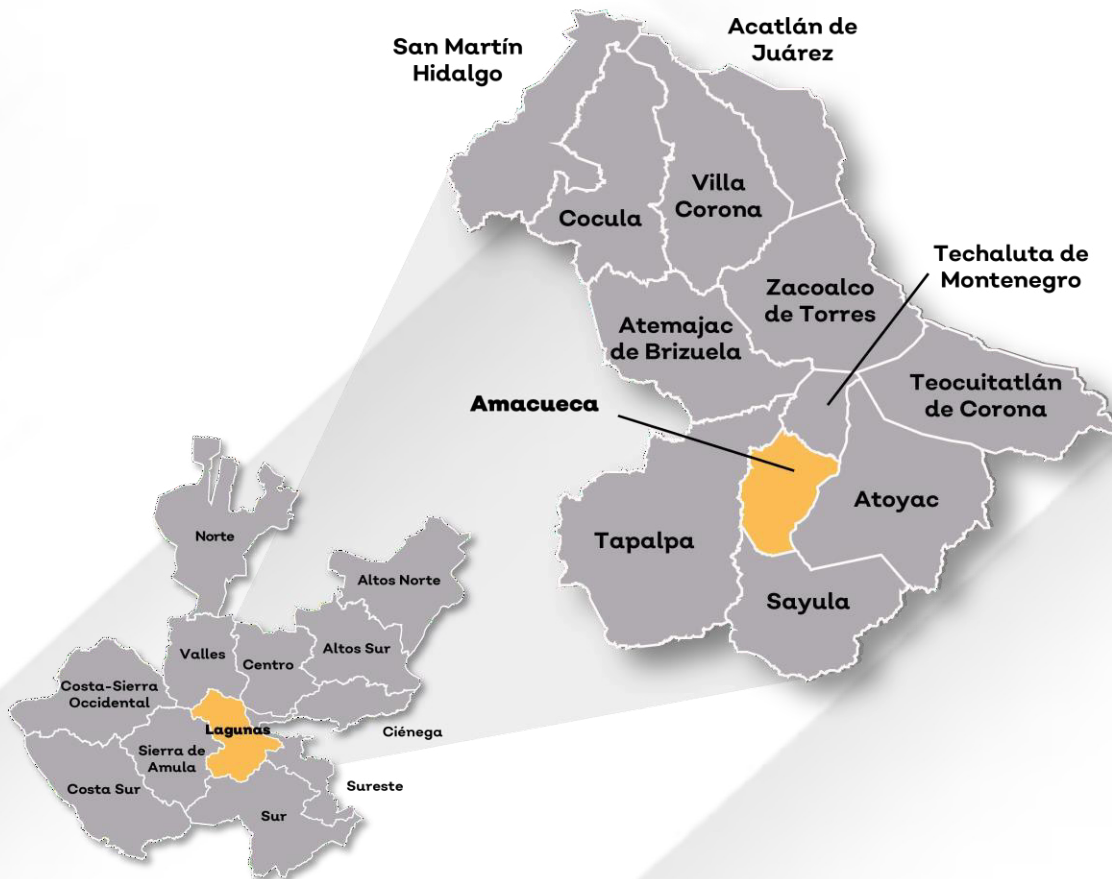 San Martín
Hidalgo
Acatlán de
Juárez
Villa
Corona
Cocula
Techaluta de
Montenegro
Zacoalco
de Torres
Atemajac
de Brizuela
Teocuitatlán
de Corona
Amacueca
Atoyac
Tapalpa
Sayula
Norte
Altos Norte
Valles
Centro
Altos Sur
Costa-Sierra
Occidental
Lagunas
Ciénega
Sierra de
Amula
Costa Sur
Sureste
Sur